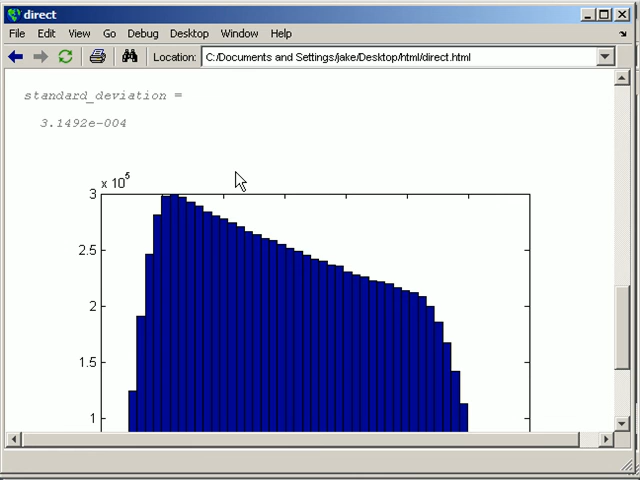 direct
File Edit View Go Debug Desktop Window Help
Location: C:/Documents and Settings/jake/Desktop/html/direct.html
standard_deviation =
3.1492e-004
x 10^5
3
2.5
2
1.5
1